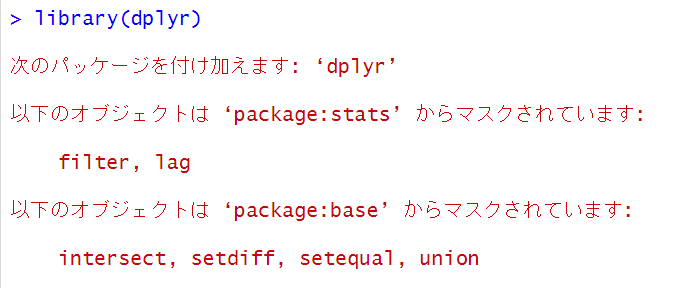 > library(dplyr)
次のパッケージを付け加えます: ‘dplyr’
以下のオブジェクトは ‘package:stats’ からマスクされています:
filter, lag
以下のオブジェクトは ‘package:base’ からマスクされています:
intersect, setdiff, setequal, union